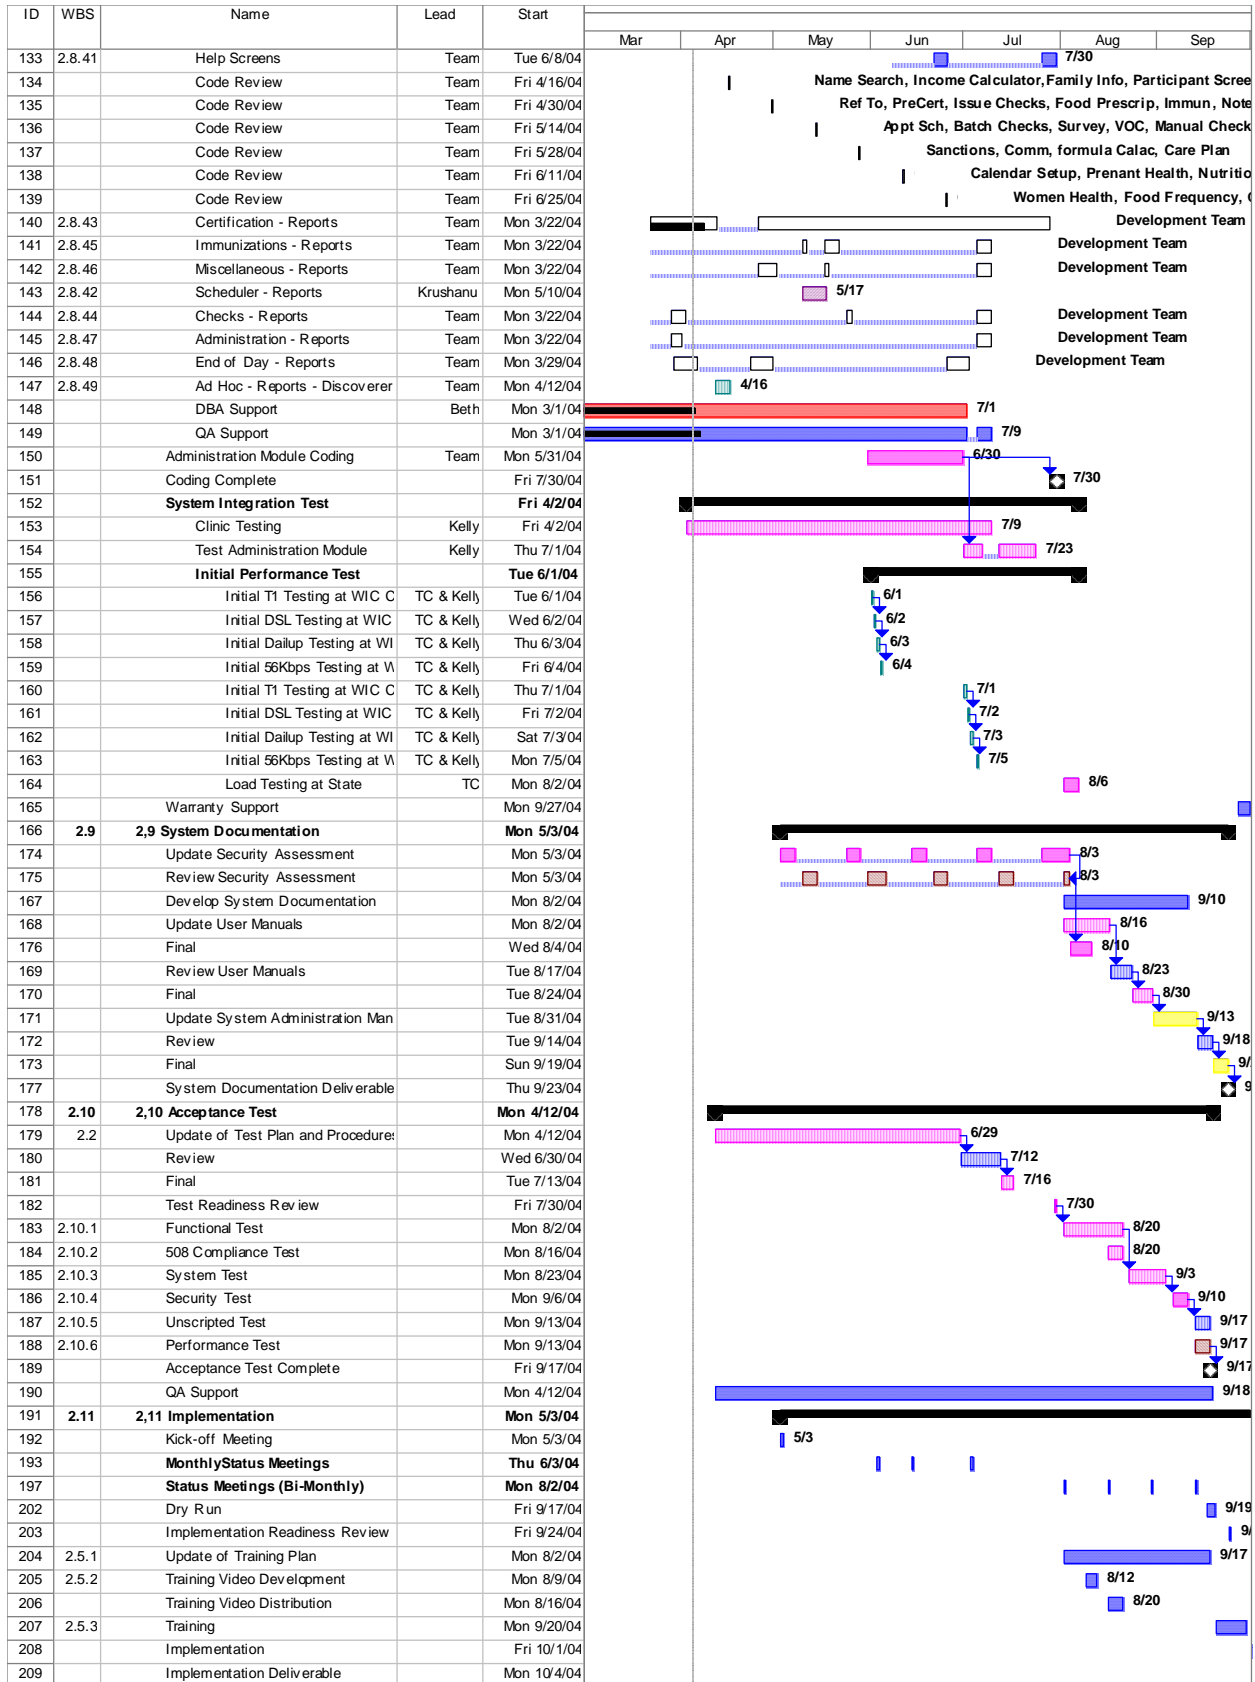 ID WBS Name Lead Start
Mar Apr May Jun Jul Aug Sep
133 2.8.41 Help Screens Team Tue 6/8/04 7/30
134 Code Review Team Fri 4/16/04 Name Search, Income Calculator,Family Info, Participant Scree
135 Code Review Team Fri 4/30/04 Ref To, PreCert, Issue Checks, Food Prescrip, Immun, Note
136 Code Review Team Fri 5/14/04 Appt Sch, Batch Checks, Survey, VOC, Manual Check
137 Code Review Team Fri 5/28/04 Sanctions, Comm, formula Calac, Care Plan
138 Code Review Team Fri 6/11/04 Calendar Setup, Prenant Health, Nutritio
139 Code Review Team Fri 6/25/04 Women Health, Food Frequency,
140 2.8.43 Certification - Reports Team Mon 3/22/04 Development Team
141 2.8.45 Immunizations - Reports Team Mon 3/22/04 Development Team
142 2.8.46 Miscellaneous - Reports Team Mon 3/22/04 Development Team
143 2.8.42 Scheduler - Reports Krushanu Mon 5/10/04 5/17
144 2.8.44 Checks - Reports Team Mon 3/22/04 Development Team
145 2.8.47 Administration - Reports Team Mon 3/22/04 Development Team
146 2.8.48 End of Day - Reports Team Mon 3/29/04 Development Team
147 2.8.49 Ad Hoc - Reports - Discoverer Team Mon 4/12/04 4/16
148 DBA Support Beth Mon 3/1/04 7/1
149 QA Support Mon 3/1/04 7/9
150 Administration Module Coding Team Mon 5/31/04 6/30
151 Coding Complete Fri 7/30/04 7/30
152 System Integration Test Fri 4/2/04
153 Clinic Testing Kelly Fri 4/2/04 7/9
154 Test Administration Module Kelly Thu 7/1/04 7/23
155 Initial Performance Test Tue 6/1/04
156 Initial T1 Testing at WIC C TC & Kelly Tue 6/1/04 6/1
157 Initial DSL Testing at WIC TC & Kelly Wed 6/2/04 6/2
158 Initial Dailup Testing at WI TC & Kelly Thu 6/3/04 6/3
159 Initial 56Kbps Testing at W TC & Kelly Fri 6/4/04 6/4
160 Initial T1 Testing at WIC C TC & Kelly Thu 7/1/04 7/1
161 Initial DSL Testing at WIC TC & Kelly Fri 7/2/04 7/2
162 Initial Dailup Testing at WI TC & Kelly Sat 7/3/04 7/3
163 Initial 56Kbps Testing at W TC & Kelly Mon 7/5/04 7/5
164 Load Testing at State TC Mon 8/2/04 8/6
165 Warranty Support Mon 9/27/04
166 2.9 2,9 System Documentation Mon 5/3/04
174 Update Security Assessment Mon 5/3/04 8/3
175 Review Security Assessment Mon 5/3/04 8/3
167 Develop System Documentation Mon 8/2/04 9/10
168 Update User Manuals Mon 8/2/04 8/16
176 Final Wed 8/4/04 8/10
169 Review User Manuals Tue 8/17/04 8/23
170 Final Tue 8/24/04 8/30
171 Update System Administration Man Tue 8/31/04 9/13
172 Review Tue 9/14/04 9/18
173 Final Sun 9/19/04 9/
177 System Documentation Deliverable Thu 9/23/04 9
178 2.10 2,10 Acceptance Test Mon 4/12/04
179 2.2 Update of Test Plan and Procedures Mon 4/12/04 6/29
180 Review Wed 6/30/04 7/12
181 Final Tue 7/13/04 7/16
182 Test Readiness Review Fri 7/30/04 7/30
183 2.10.1 Functional Test Mon 8/2/04 8/20
184 2.10.2 508 Compliance Test Mon 8/16/04 8/20
185 2.10.3 System Test Mon 8/23/04 9/3
186 2.10.4 Security Test Mon 9/6/04 9/10
187 2.10.5 Unscripted Test Mon 9/13/04 9/17
188 2.10.6 Performance Test Mon 9/13/04 9/17
189 Acceptance Test Complete Fri 9/17/04 9/17
190 QA Support Mon 4/12/04 9/18
191 2.11 2,11 Implementation Mon 5/3/04
192 Kick-off Meeting Mon 5/3/04 5/3
193 MonthlyStatus Meetings Thu 6/3/04
197 Status Meetings (Bi-Monthly) Mon 8/2/04
202 Dry Run Fri 9/17/04 9/19
203 Implementation Readiness Review Fri 9/24/04 9/
204 2.5.1 Update of Training Plan Mon 8/2/04 9/17
205 2.5.2 Training Video Development Mon 8/9/04 8/12
206 Training Video Distribution Mon 8/16/04 8/20
207 2.5.3 Training Mon 9/20/04
208 Implementation Fri 10/1/04
209 Implementation Deliverable Mon 10/4/04